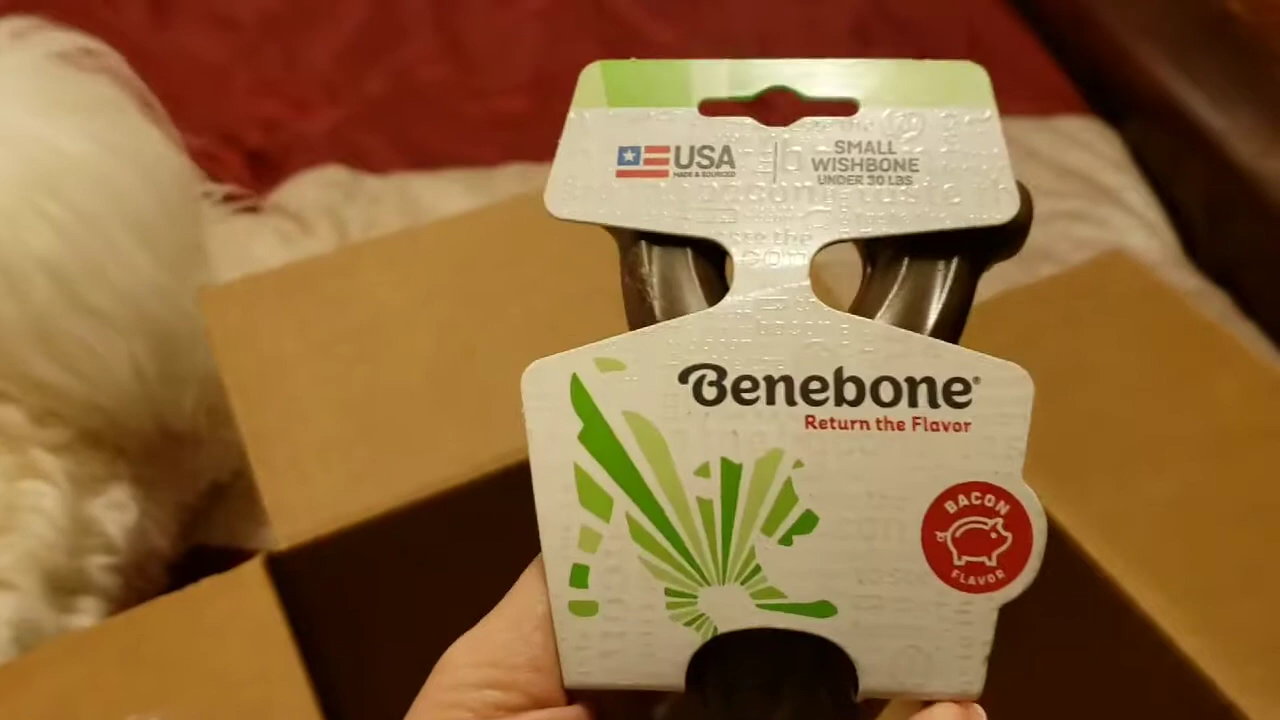 USA
MADE & SOURCED
SMALL
WISHBONE
UNDER 30 LBS
Benebone®
Return the Flavor
BACON
FLAVOR